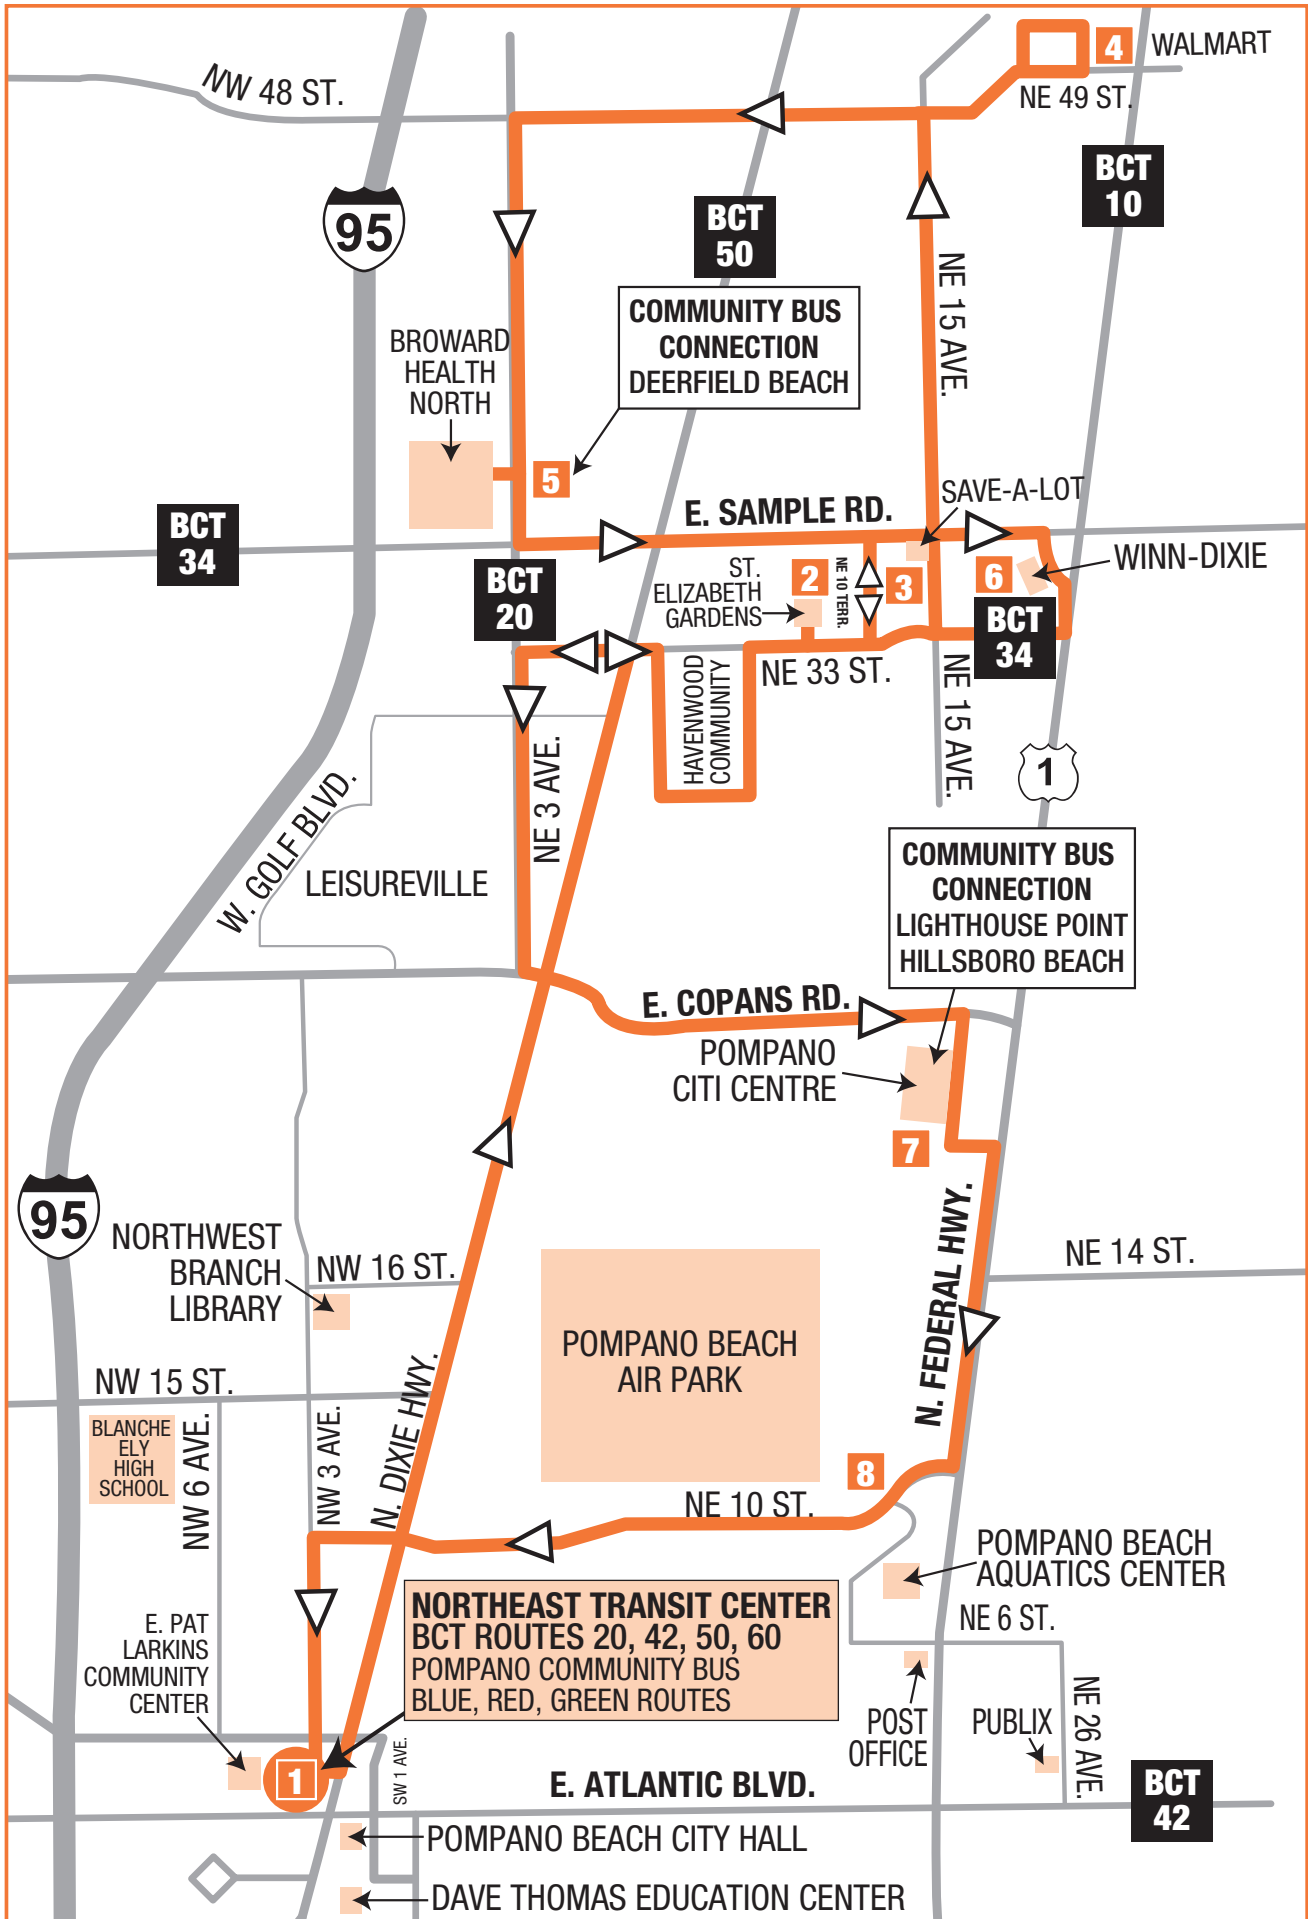 4 WALMART
NW 48 ST.
NE 49 ST.
BCT
10
95
BCT
50
NE 15 AVE.
COMMUNITY BUS
CONNECTION
DEERFIELD BEACH
BROWARD
HEALTH
NORTH
5
SAVE-A-LOT
E. SAMPLE RD.
BCT
34
BCT
20
ST.
ELIZABETH
GARDENS
2
NE 10 TERR.
3
6
WINN-DIXIE
BCT
34
NE 33 ST.
HAVENWOOD
COMMUNITY
NE 15 AVE.
1
NE 3 AVE.
W. GOLF BLVD.
LEISUREVILLE
COMMUNITY BUS
CONNECTION
LIGHTHOUSE POINT
HILLSBORO BEACH
E. COPANS RD.
POMPANO
CITI CENTRE
7
95
NORTHWEST
BRANCH
LIBRARY
NW 16 ST.
N. FEDERAL HWY.
NE 14 ST.
POMPANO BEACH
AIR PARK
NW 15 ST.
BLANCHE
ELY
HIGH
SCHOOL
NW 6 AVE.
NW 3 AVE.
N. DIXIE HWY.
8
NE 10 ST.
POMPANO BEACH
AQUATICS CENTER
NORTHEAST TRANSIT CENTER
BCT ROUTES 20, 42, 50, 60
POMPANO COMMUNITY BUS
BLUE, RED, GREEN ROUTES
NE 6 ST.
E. PAT
LARKINS
COMMUNITY
CENTER
POST
OFFICE
PUBLIX
NE 26 AVE.
1
SW 1 AVE.
E. ATLANTIC BLVD.
BCT
42
POMPANO BEACH CITY HALL
DAVE THOMAS EDUCATION CENTER